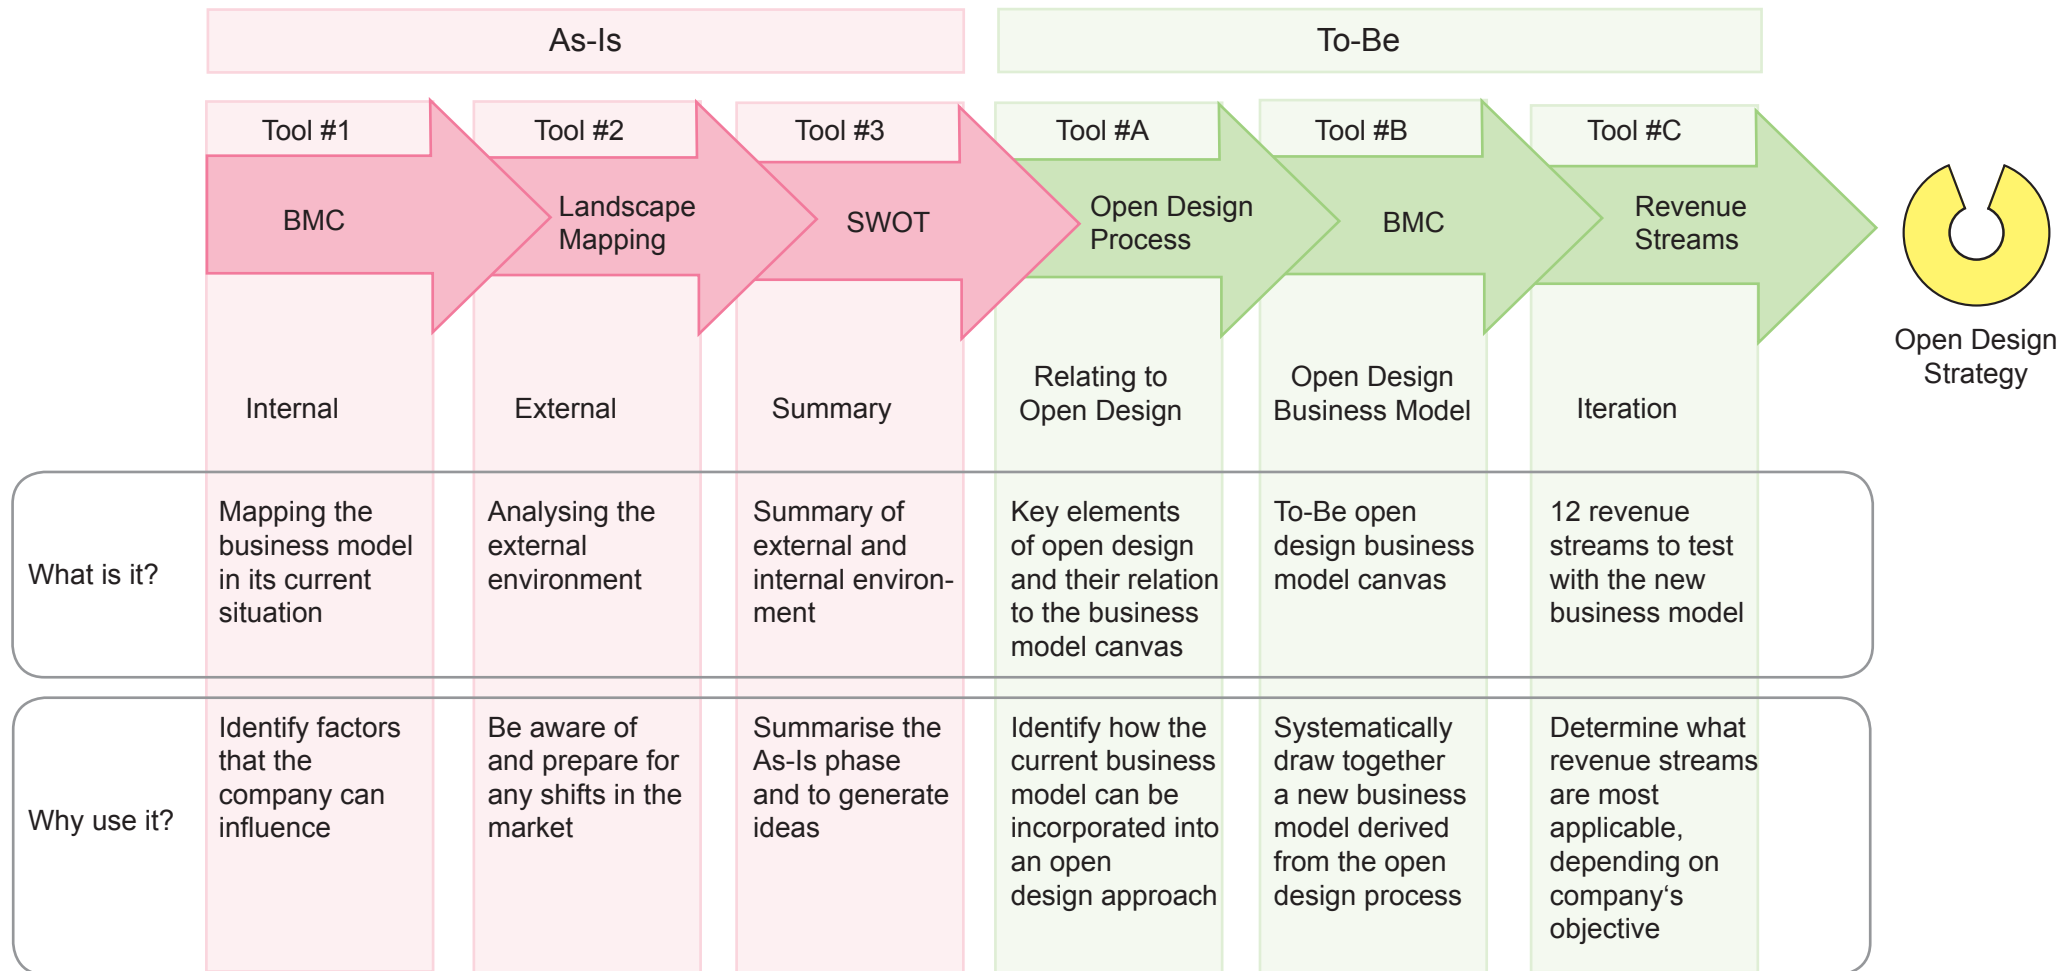 As-Is
To-Be
Tool #1
Tool #2
Tool #3
Tool #A
Tool #B
Tool #C
BMC
Landscape
Mapping
SWOT
Open Design
Process
BMC
Revenue
Streams
Open Design
Strategy
Internal
External
Summary
Relating to
Open Design
Open Design
Business Model
Iteration
What is it?
Mapping the
business model
in its current
situation
Analysing the
external
environment
Summary of
external and
internal environ-
ment
Key elements
of open design
and their relation
to the business
model canvas
To-Be open
design business
model canvas
12 revenue
streams to test
with the new
business model
Why use it?
Identify factors
that the
company can
influence
Be aware of
and prepare for
any shifts in the
market
Summarise the
As-Is phase
and to generate
ideas
Identify how the
current business
model can be
incorporated into
an open
design approach
Systematically
draw together
a new business
model derived
from the open
design process
Determine what
revenue streams
are most
applicable,
depending on
company‘s
objective